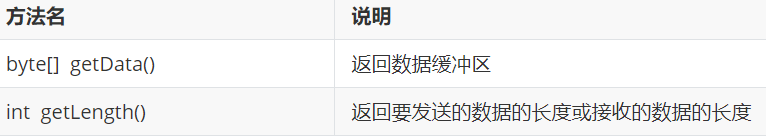 方法名 说明
byte[] getData() 返回数据缓冲区
int getLength() 返回要发送的数据的长度或接收的数据的长度